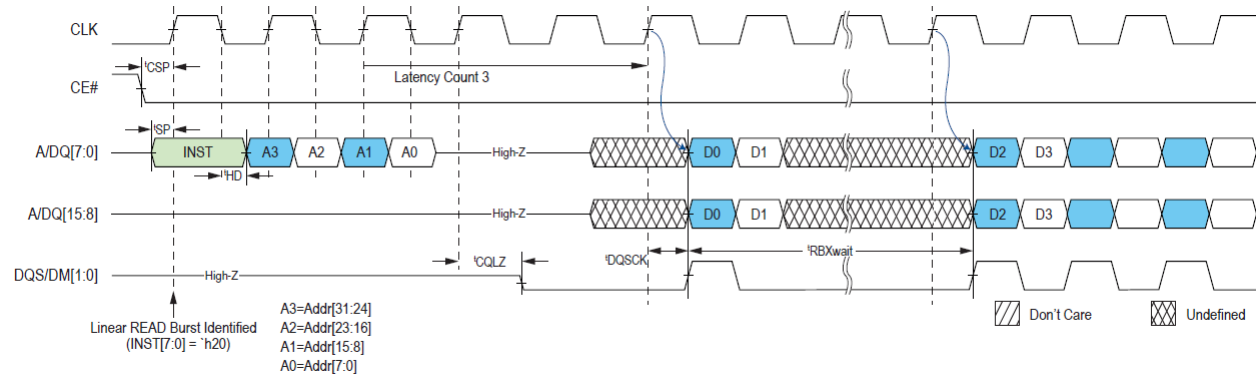 CLK
tCSP
Latency Count 3
CE#
tSP
A/DQ[7:0] INST A3 A2 A1 A0 High-Z D0 D1 D2 D3
tHD
A/DQ[15:8] High-Z D0 D1 D2 D3
tCQLZ tDQSCK tRBXwait
DQS/DM[1:0] High-Z
Linear READ Burst Identified
(INST[7:0] = `h20)
A3=Addr[31:24]
A2=Addr[23:16]
A1=Addr[15:8]
A0=Addr[7:0]
Don't Care Undefined